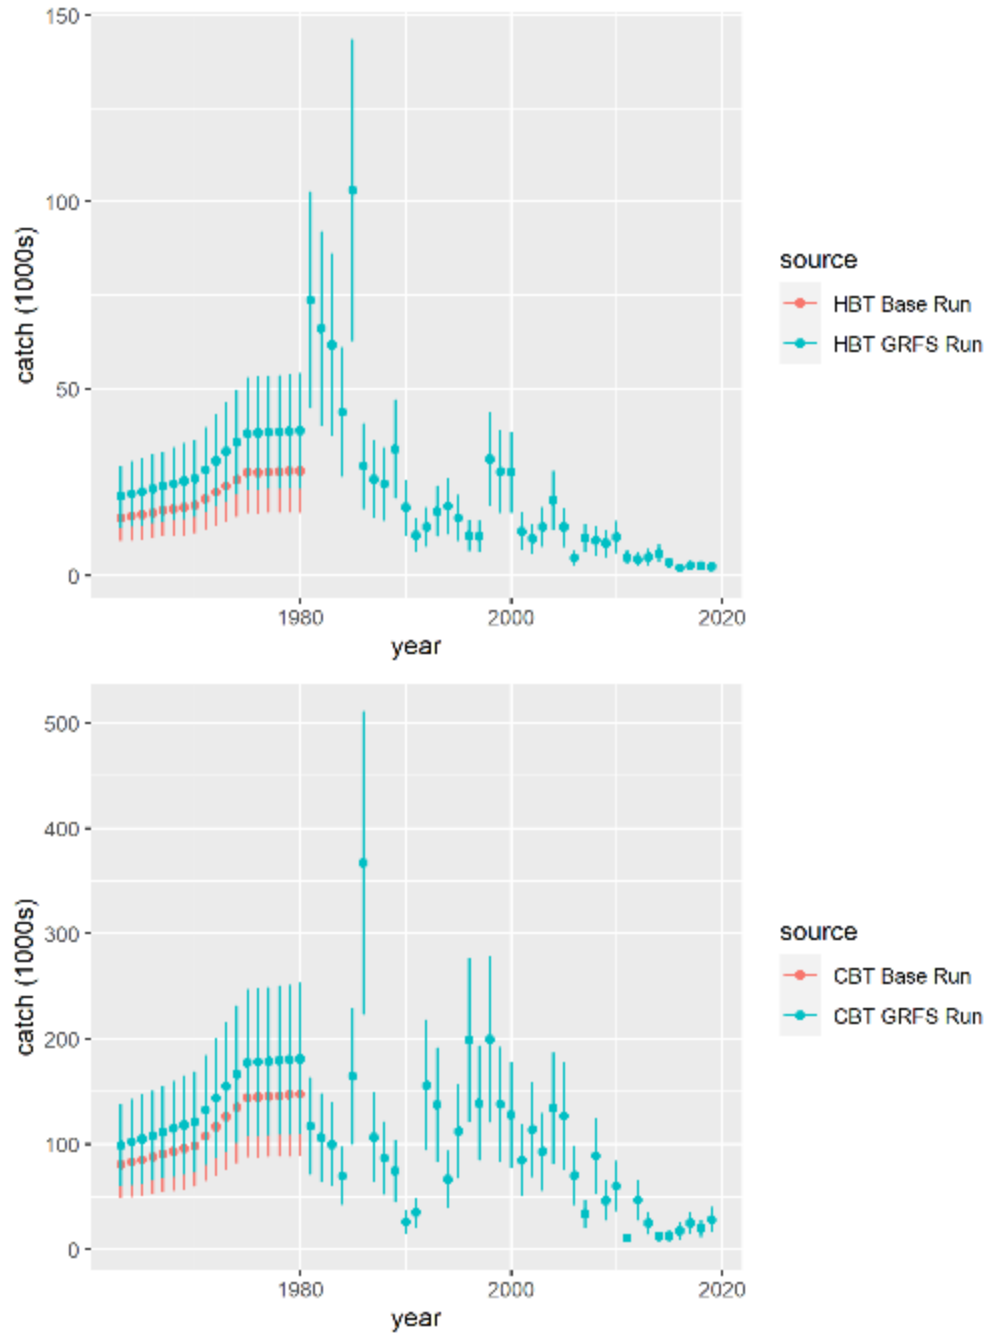 150
100
50
0
catch (1000s)
1980
2000
2020
year
source
HBT Base Run
HBT GRFS Run
500
400
300
200
100
0
catch (1000s)
1980
2000
2020
year
source
CBT Base Run
CBT GRFS Run